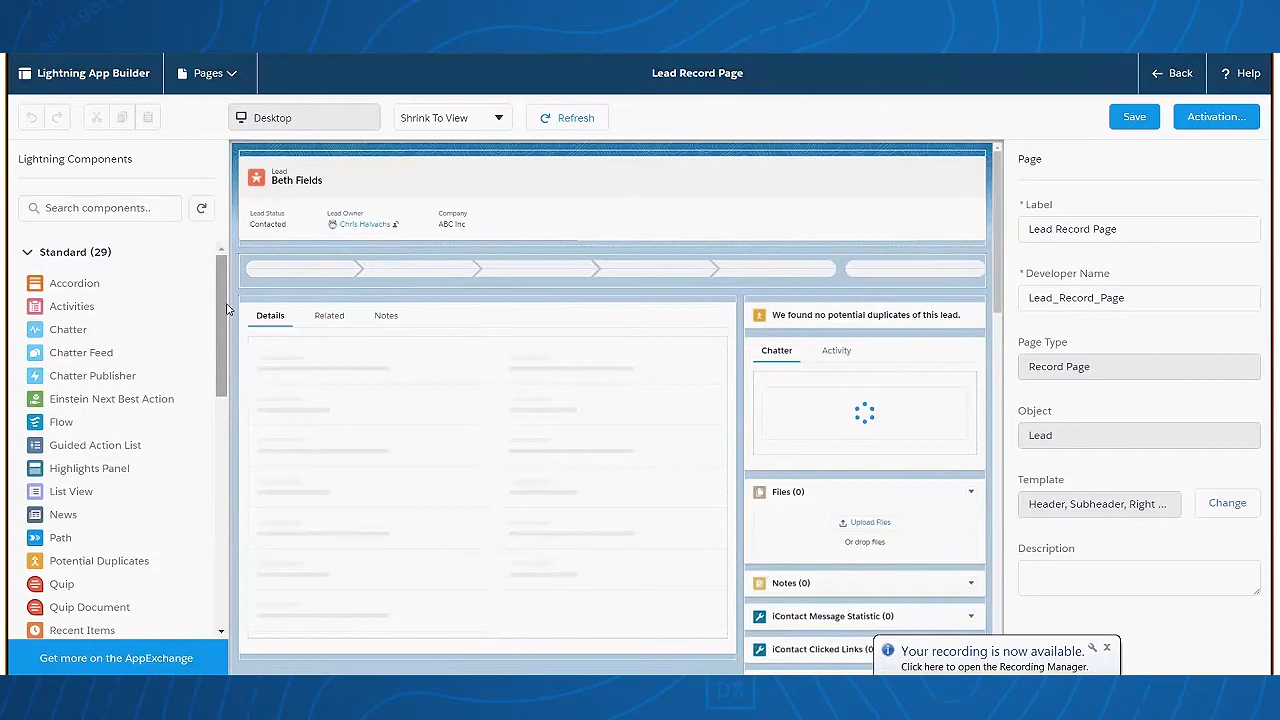 Lightning App Builder
Pages
Lead Record Page
Back
? Help
Desktop
Shrink To View
Refresh
Save
Activation...
Lightning Components
Search components..
Standard (29)
Accordion
Activities
Chatter
Chatter Feed
Chatter Publisher
Einstein Next Best Action
Flow
Guided Action List
Highlights Panel
List View
News
Path
Potential Duplicates
Quip
Quip Document
Recent Items
Get more on the AppExchange
Lead
Beth Fields
Lead Status
Lead Owner
Company
Contacted
Chris Halvachs
ABC Inc
Details
Related
Notes
We found no potential duplicates of this lead.
Chatter
Activity
Files (0)
Upload Files
Or drop files
Notes (0)
iContact Message Statistic (0)
iContact Clicked Links (0
Page
* Label
Lead Record Page
* Developer Name
Lead_Record_Page
Page Type
Record Page
Object
Lead
Template
Header, Subheader, Right ...
Change
Description
Your recording is now available.
Click here to open the Recording Manager.
DZ